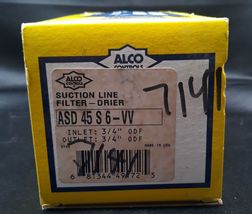 ALCO
CONTROLS
ALCO
SUCTION LINE
FILTER-DRIER
ASD 45 S 6-VV
INLET: 3/4" ODF
OUTLET: 3/4" ODF
MADE IN USA